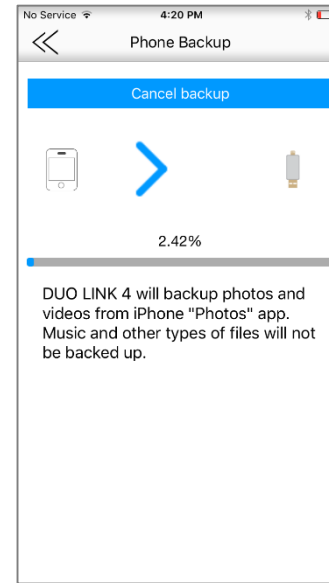 No Service 4:20 PM
Phone Backup
Cancel backup
2.42%
DUO LINK 4 will backup photos and
videos from iPhone "Photos" app.
Music and other types of files will not
be backed up.